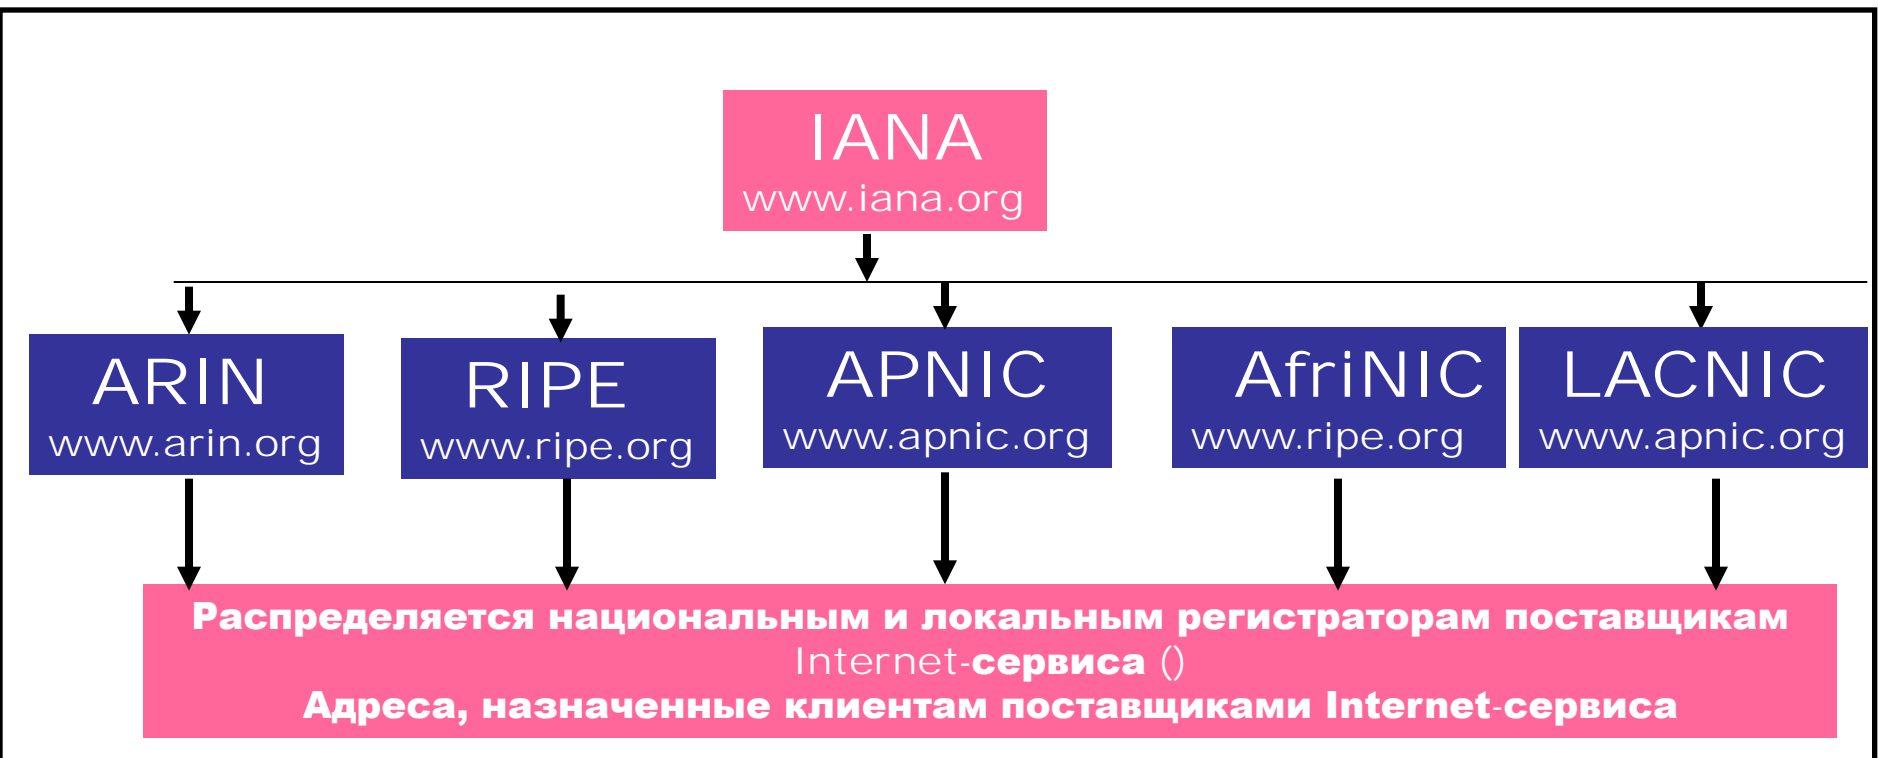 IANA
www.iana.org
ARIN
www.arin.org
RIPE
www.ripe.org
APNIC
www.apnic.org
AfriNIC
www.ripe.org
LACNIC
www.apnic.org
Распределяется национальным и локальным регистраторам поставщикам
Internet-сервиса ()
Адреса, назначенные клиентам поставщиками Internet-сервиса